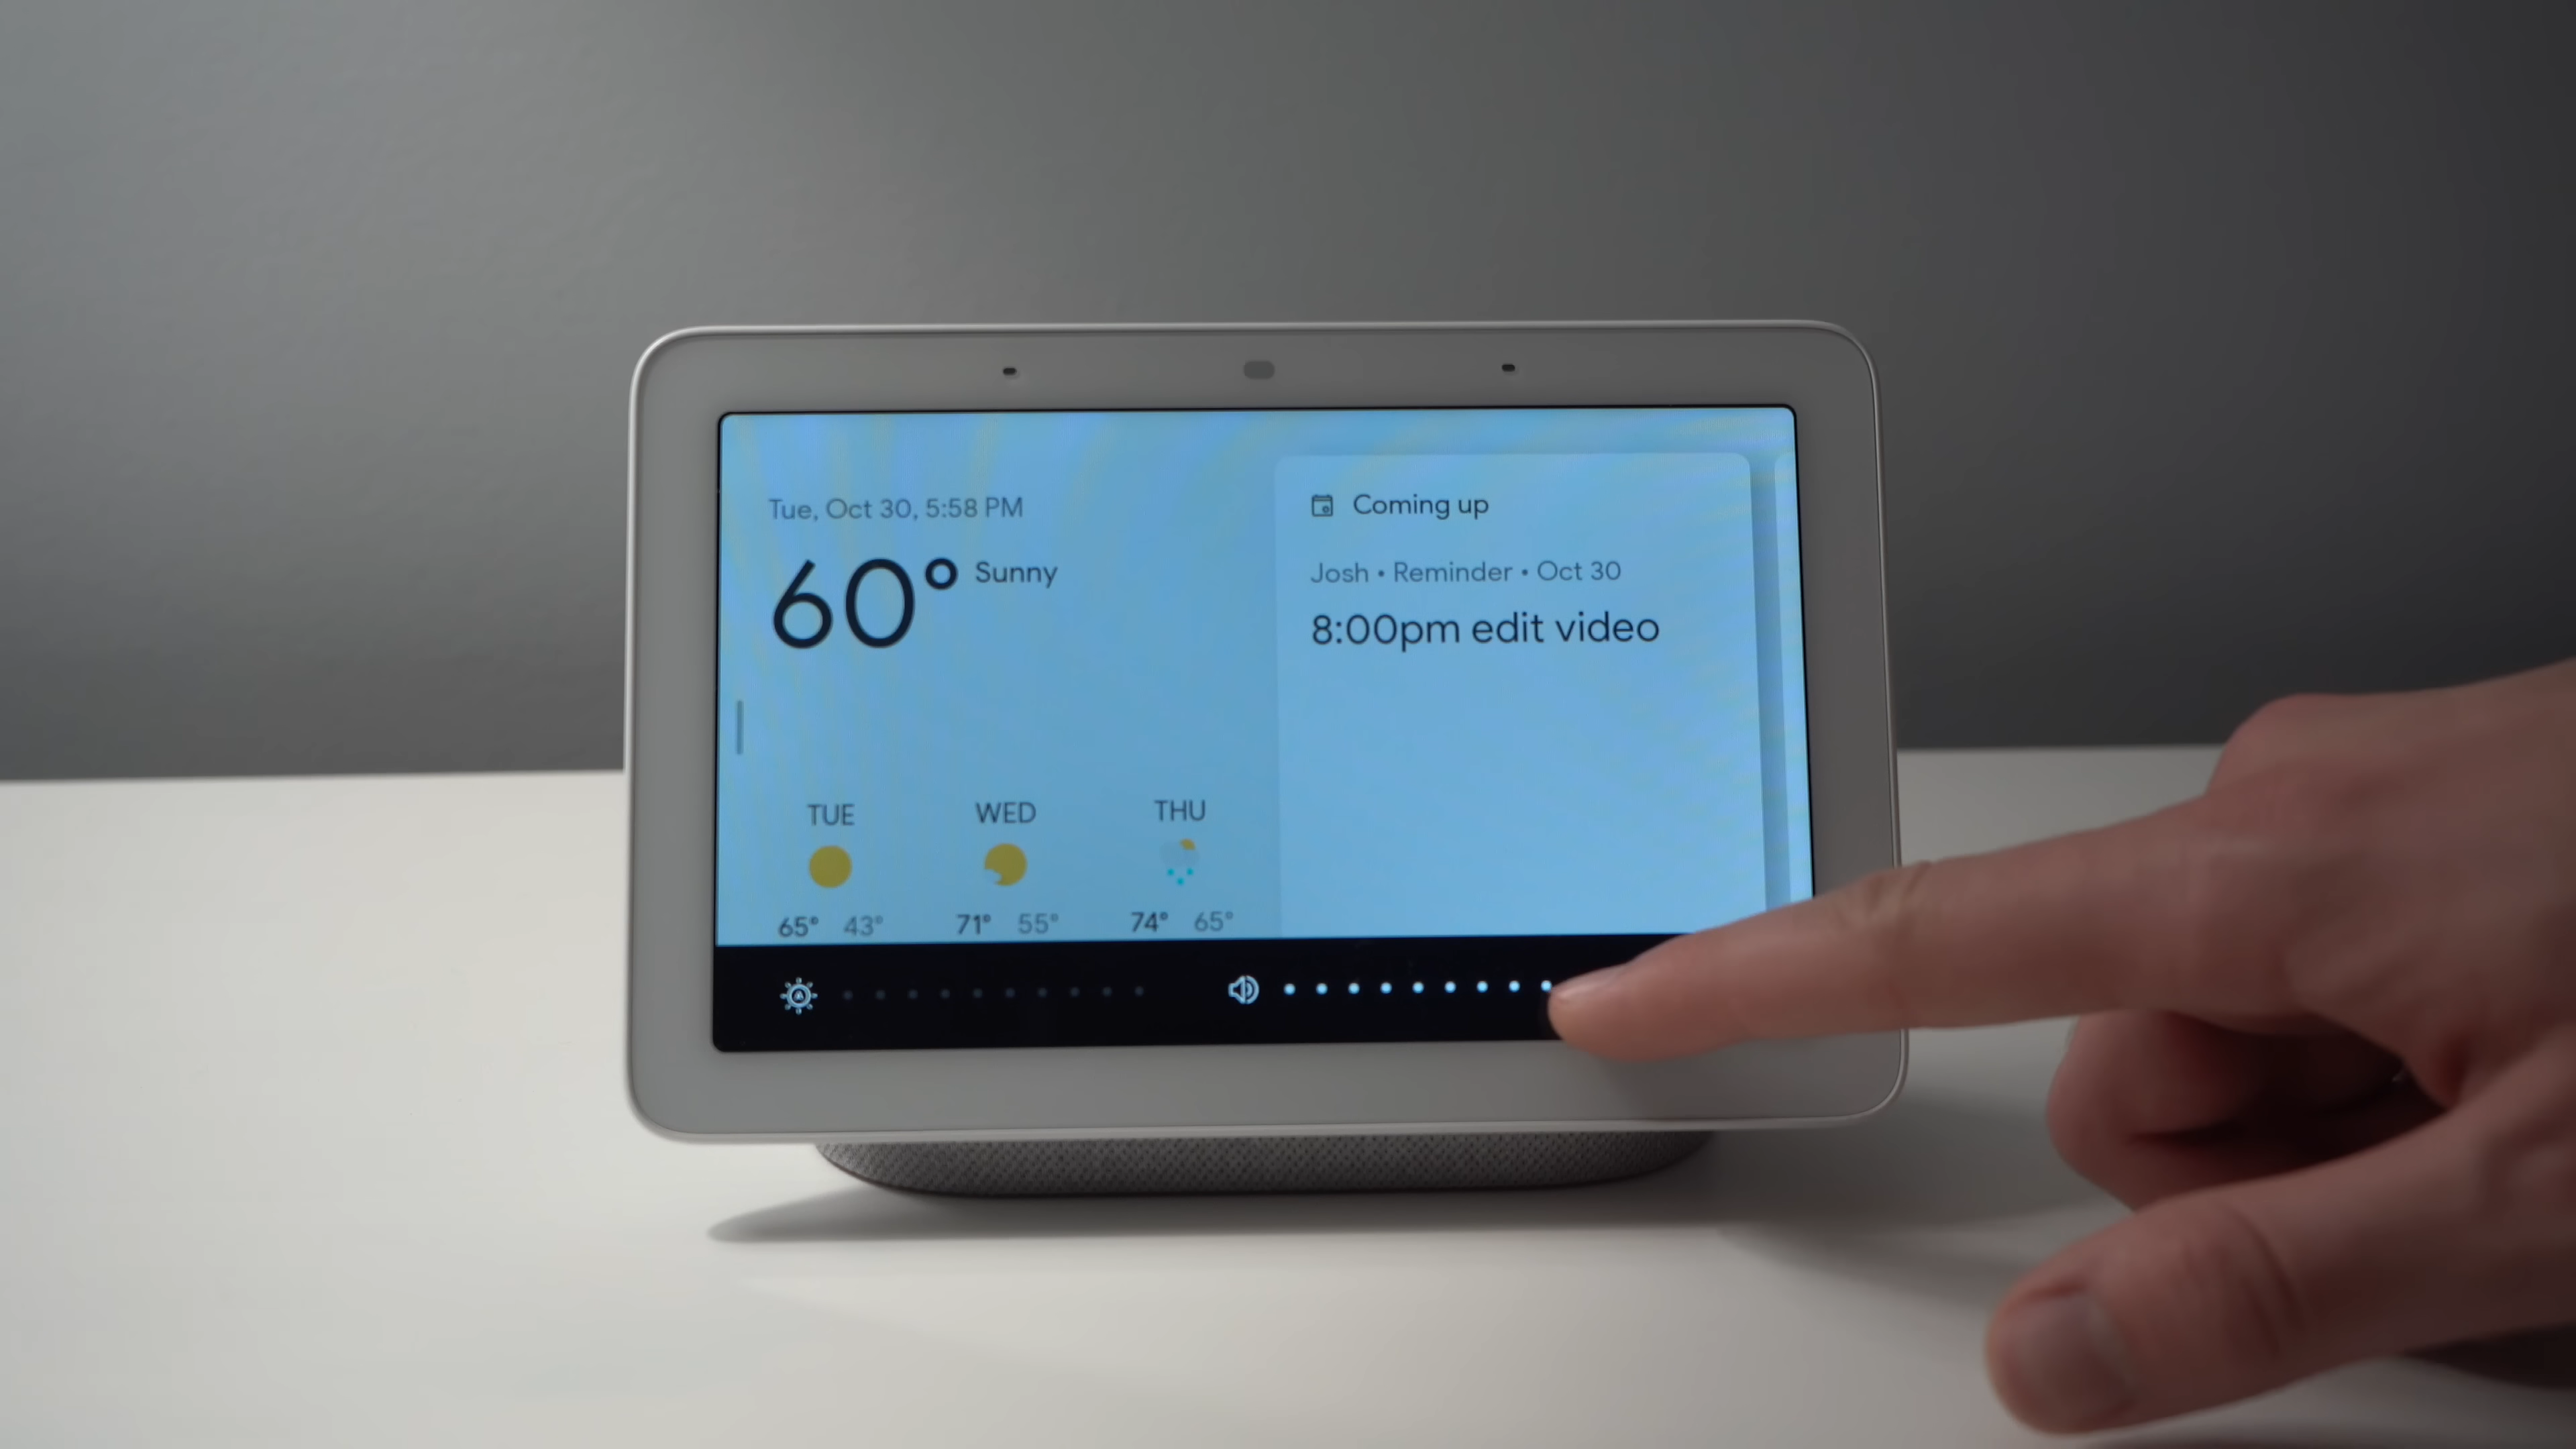 Tue, Oct 30, 5:58 PM
60° Sunny
TUE WED THU
65° 43° 71° 55° 74° 65°
Coming up
Josh • Reminder • Oct 30
8:00pm edit video